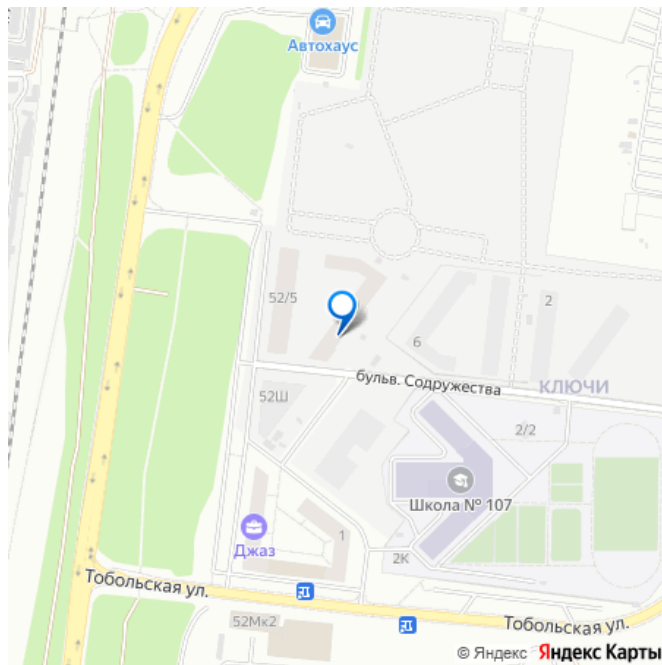 Автохаус
52/5
2
6
КЛЮЧИ
бульв. Содружества
52Ш
2/2
Школа № 107
1
Джаз
2К
Тобольская ул.
Тобольская ул.
52Мк2
© Яндекс Яндекс Карты